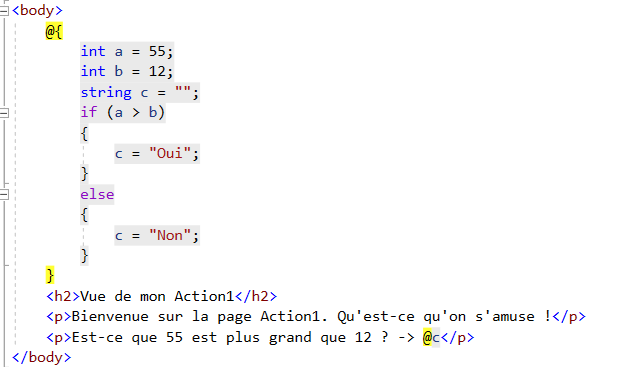 <body>
@{
int a = 55;
int b = 12;
string c = "";
if (a > b)
{
c = "Oui";
}
else
{
c = "Non";
}
}
<h2>Vue de mon Action1</h2>
<p>Bienvenue sur la page Action1. Qu'est-ce qu'on s'amuse !</p>
<p>Est-ce que 55 est plus grand que 12 ? -> @c</p>
</body>